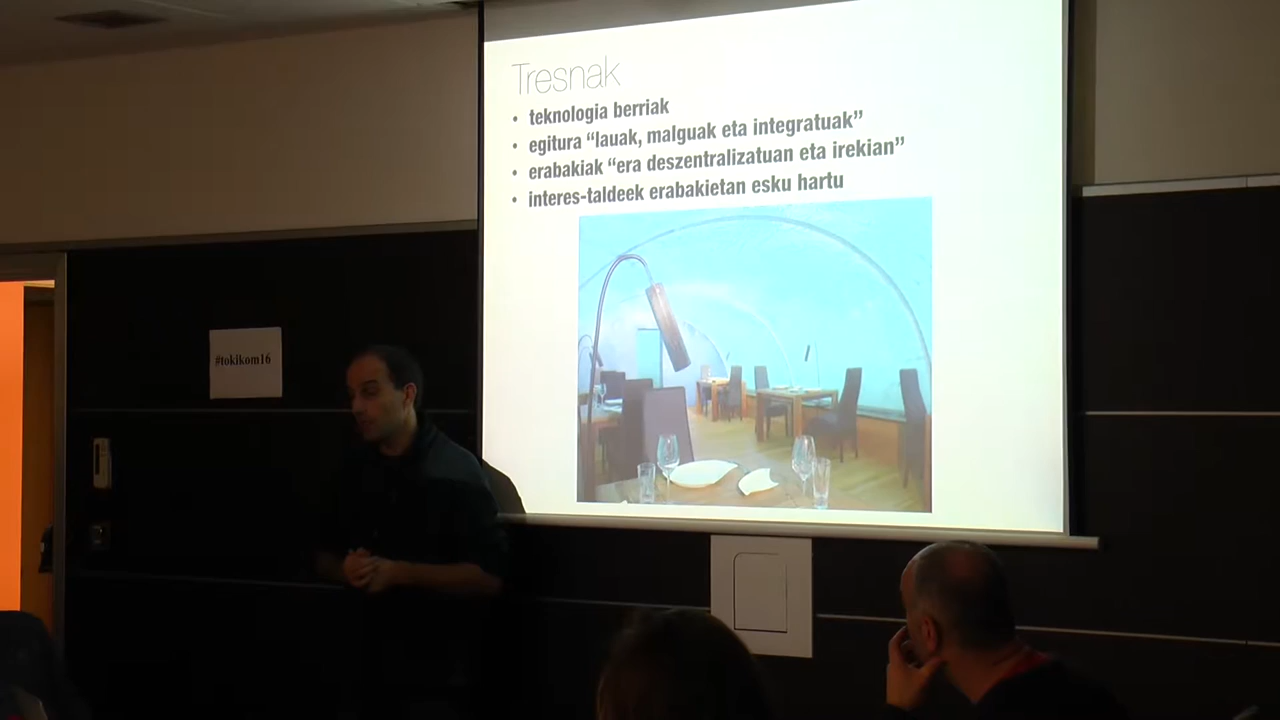 Tresnak
• teknologia berriak
• egitura “lauak, malguak eta integratuak”
• erabakiak “era deszentralizatuan eta irekian”
• interes-taldeek erabakietan esku hartu
#tokikom16